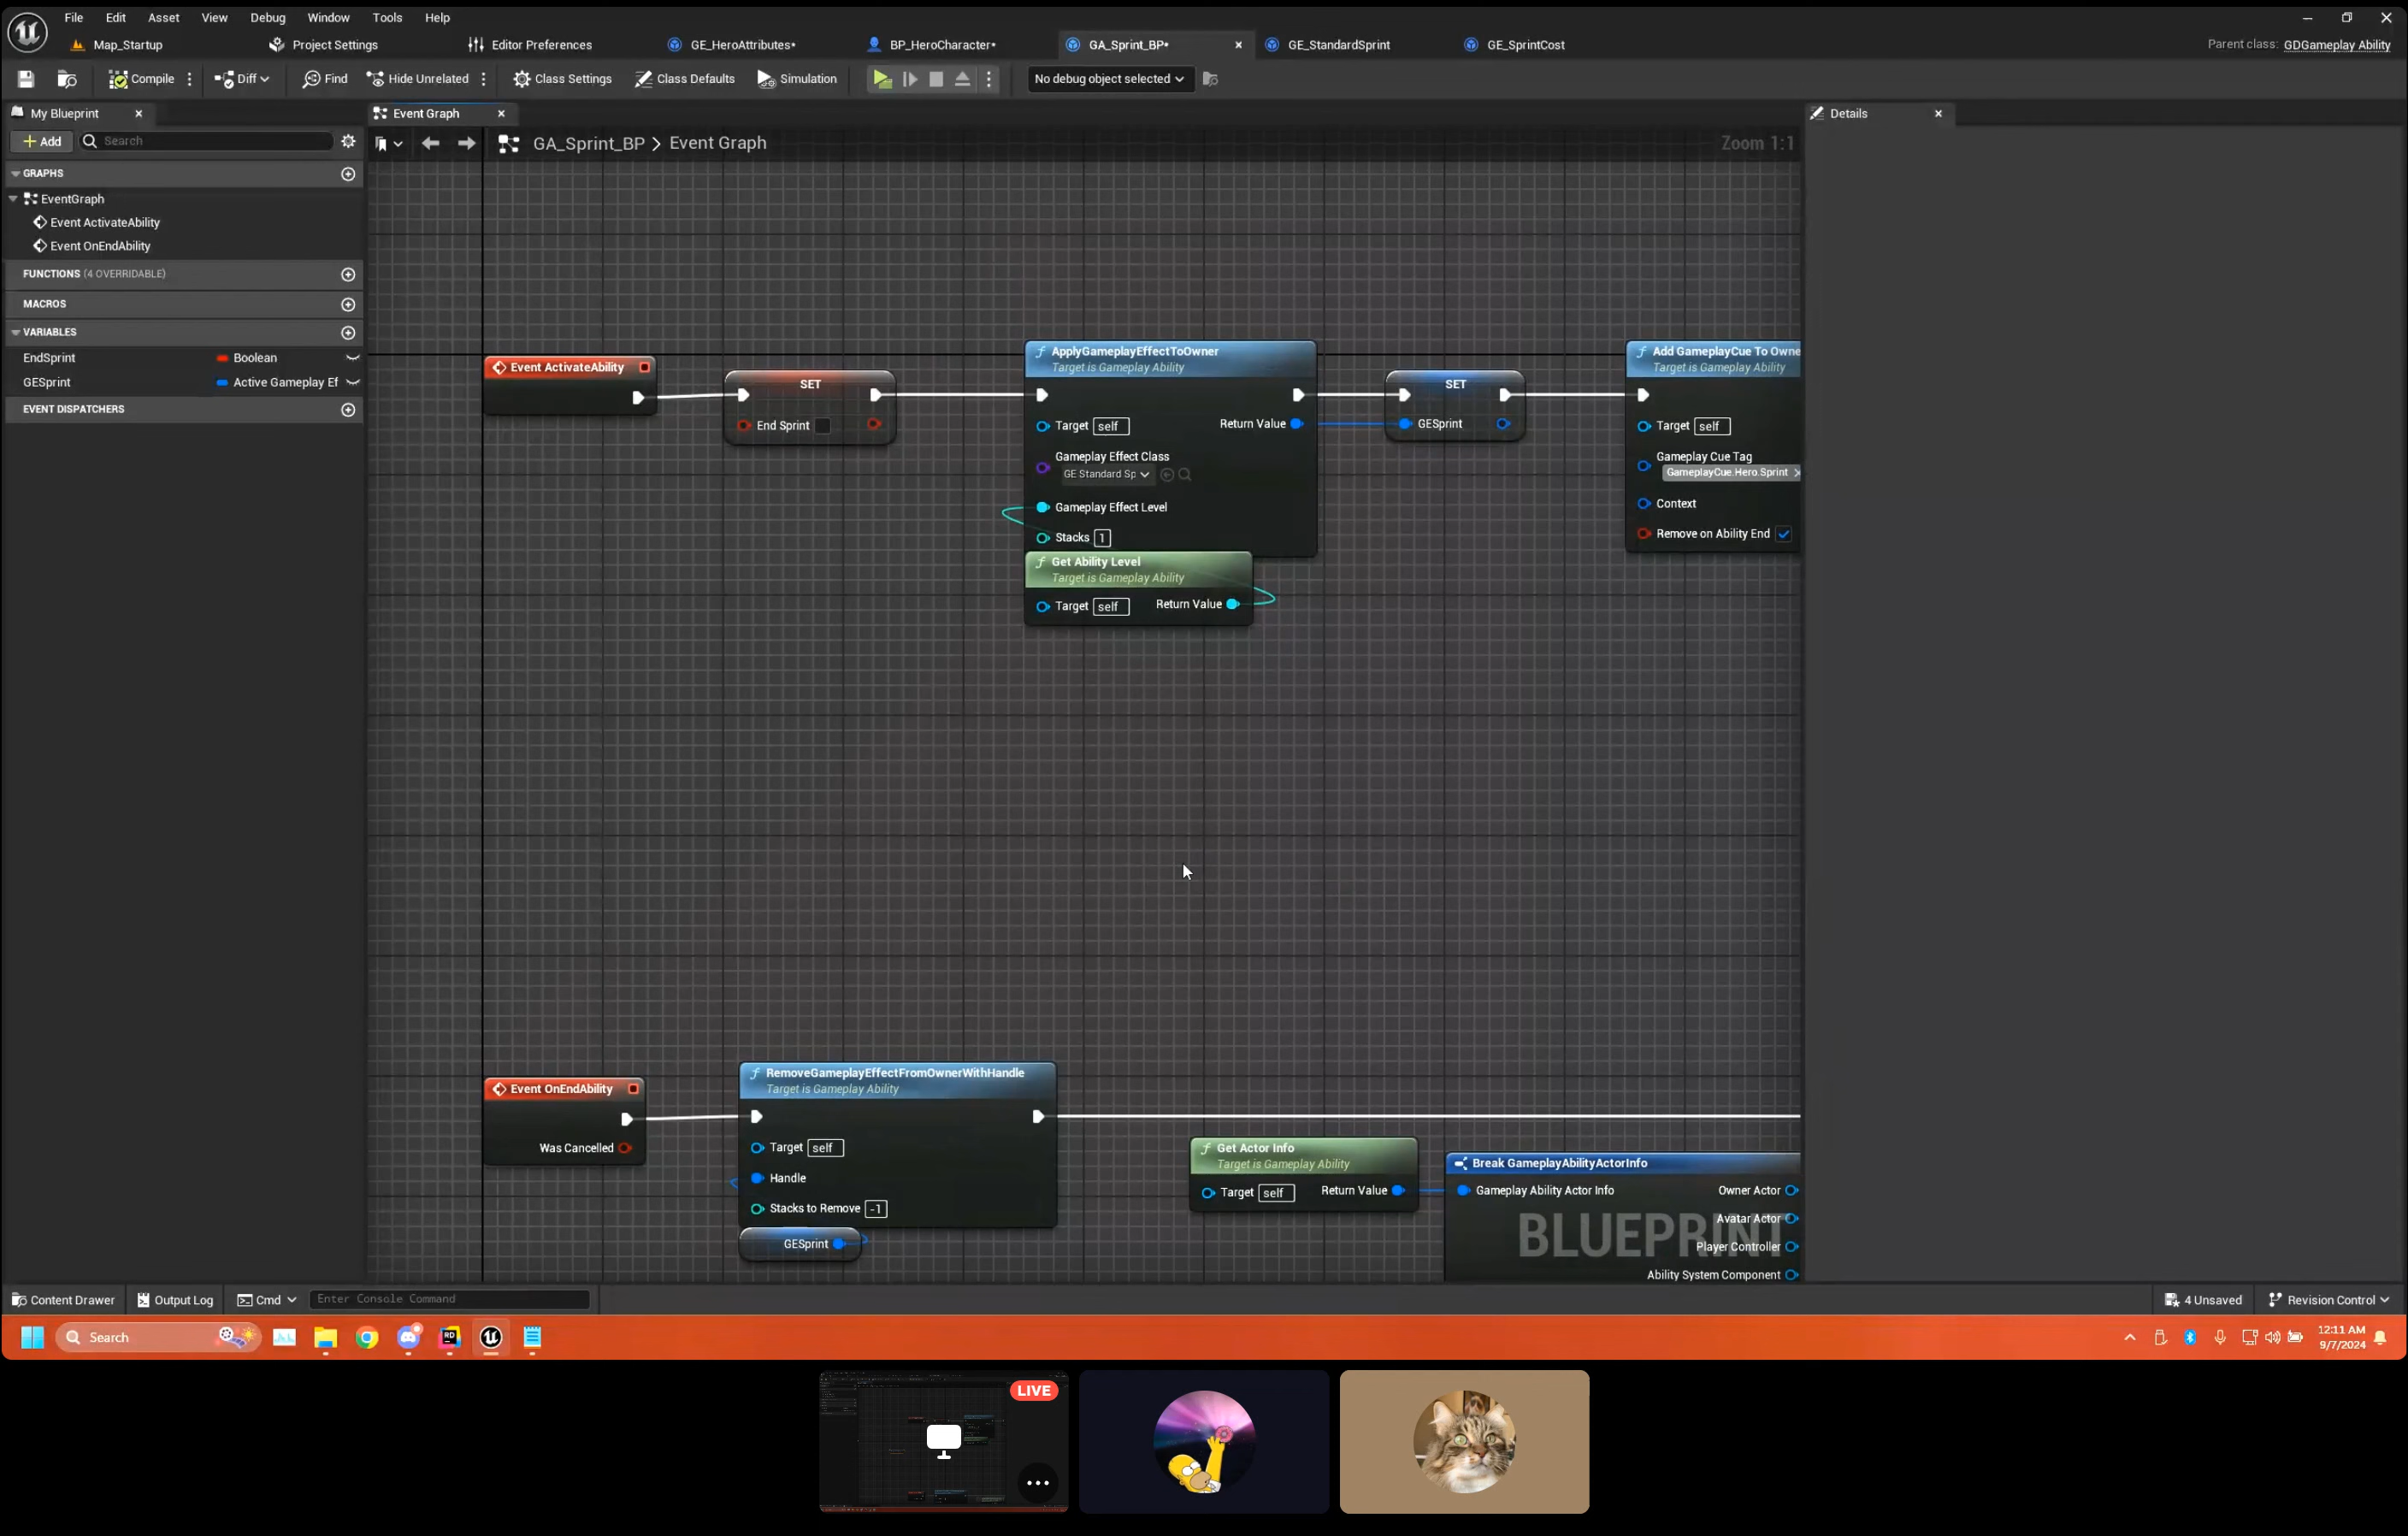 File Edit Asset View Debug Window Tools Help
Map_Startup Project Settings Editor Preferences GE_HeroAttributes* BP_HeroCharacter* GA_Sprint_BP* GE_StandardSprint GE_SprintCost Parent class: GDGameplay Ability
Compile Diff Find Hide Unrelated Class Settings Class Defaults Simulation No debug object selected
My Blueprint Event Graph Details
Add Search GA_Sprint_BP > Event Graph Zoom 1:1
GRAPHS
EventGraph
Event ActivateAbility
Event OnEndAbility
FUNCTIONS (4 OVERRIDABLE)
MACROS
VARIABLES
EndSprint Boolean
GESprint Active Gameplay Ef
EVENT DISPATCHERS
Event ActivateAbility
SET
End Sprint
ApplyGameplayEffectToOwner
Target is Gameplay Ability
Target self Return Value
Gameplay Effect Class
GE Standard Sp
Gameplay Effect Level
Stacks 1
Get Ability Level
Target is Gameplay Ability
Target self Return Value
SET
GESprint
Add GameplayCue To Owne
Target is Gameplay Ability
Target self
Gameplay Cue Tag
GameplayCue.Hero.Sprint
Context
Remove on Ability End
Event OnEndAbility
Was Cancelled
RemoveGameplayEffectFromOwnerWithHandle
Target is Gameplay Ability
Target self
Handle
Stacks to Remove -1
GESprint
Get Actor Info
Target is Gameplay Ability
Target self Return Value
Break GameplayAbilityActorInfo
Gameplay Ability Actor Info Owner Actor
Avatar Actor
Player Controller
Ability System Component
BLUEPRINT
Content Drawer Output Log Cmd Enter Console Command 4 Unsaved Revision Control
Search RD 12:11 AM
9/7/2024
LIVE